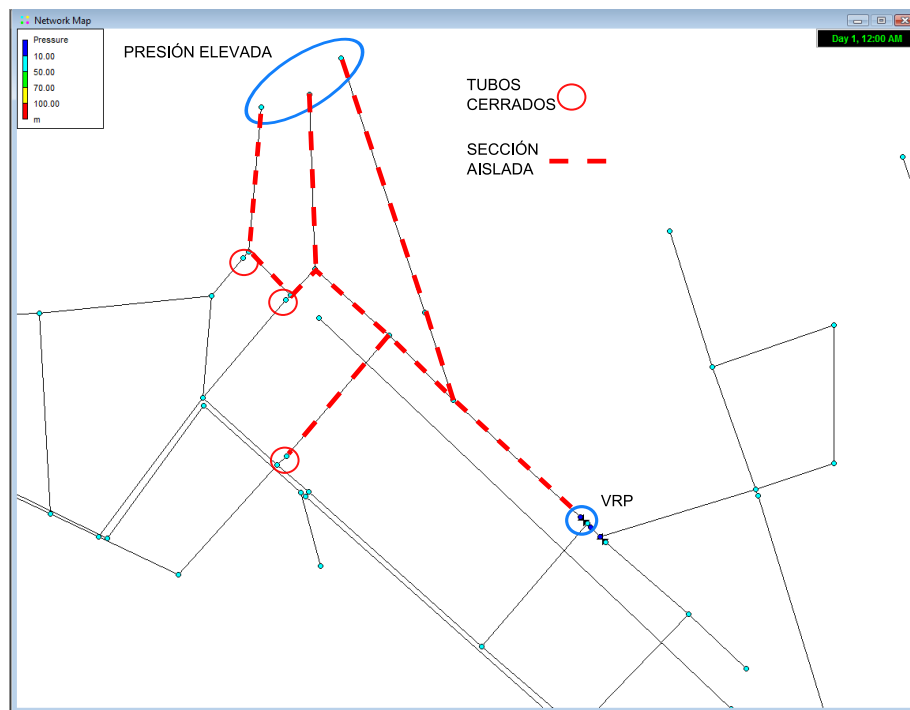 Network Map
Day 1, 12:00 AM
Pressure
10.00
50.00
70.00
100.00
m
PRESIÓN ELEVADA
TUBOS
CERRADOS
SECCIÓN
AISLADA
VRP